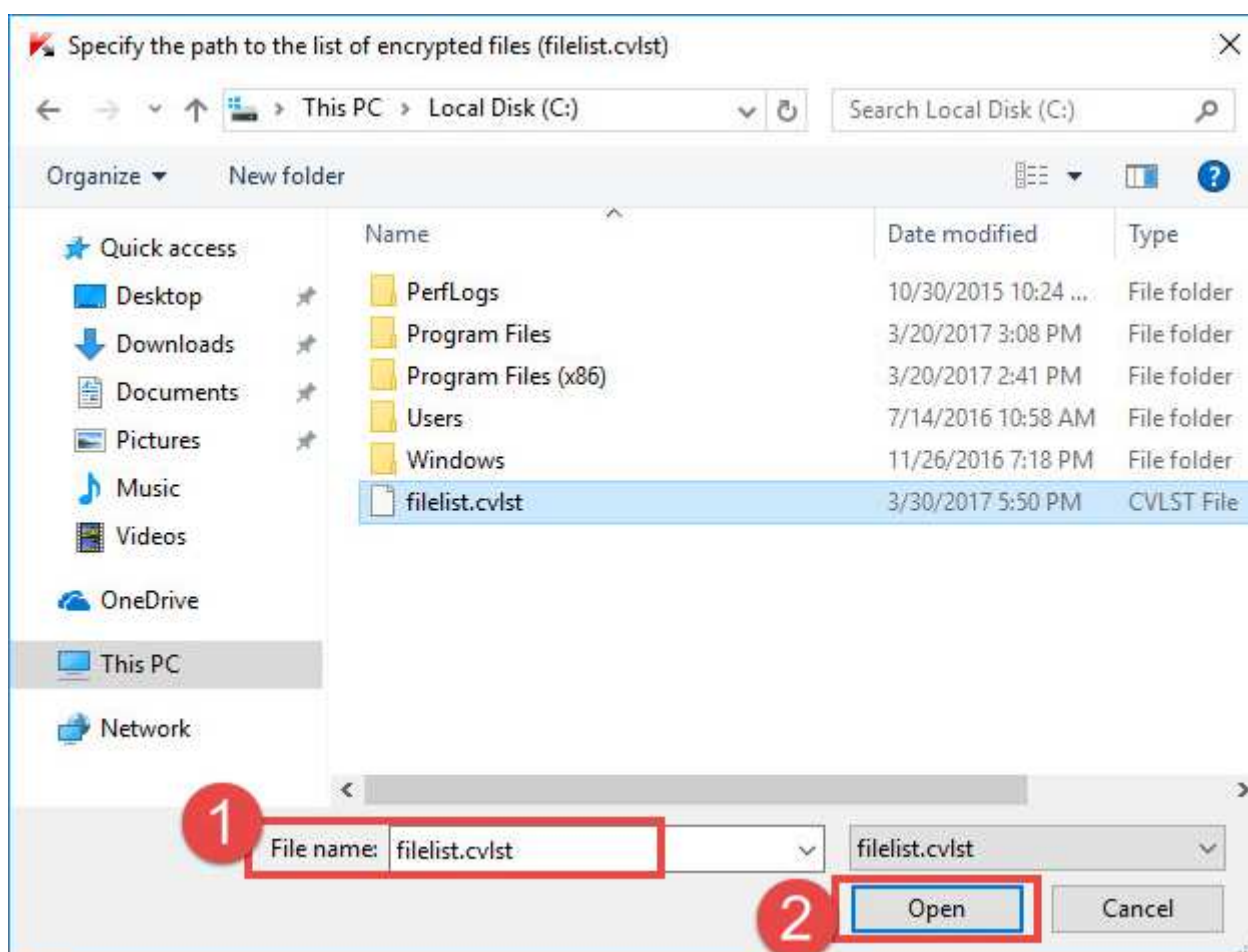 Specify the path to the list of encrypted files (filelist.cvlst)
This PC > Local Disk (C:)
Search Local Disk (C:)
Organize
New folder
Quick access
Desktop
Downloads
Documents
Pictures
Music
Videos
OneDrive
This PC
Network
Name Date modified Type
PerfLogs 10/30/2015 10:24 ... File folder
Program Files 3/20/2017 3:08 PM File folder
Program Files (x86) 3/20/2017 2:41 PM File folder
Users 7/14/2016 10:58 AM File folder
Windows 11/26/2016 7:18 PM File folder
filelist.cvlst 3/30/2017 5:50 PM CVLST File
1
File name: filelist.cvlst
filelist.cvlst
2
Open
Cancel